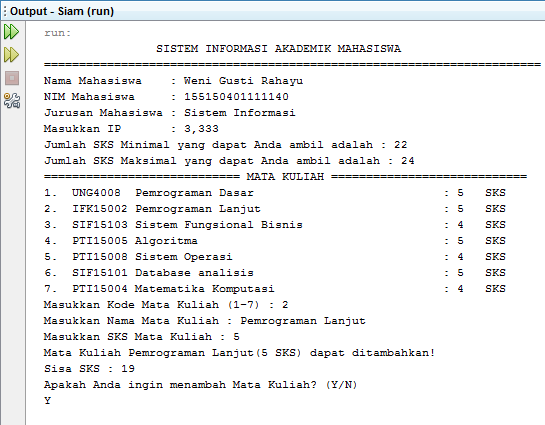 Output - Siam (run)
run:
SISTEM INFORMASI AKADEMIK MAHASISWA
=======================================================================
Nama Mahasiswa    : Weni Gusti Rahayu
NIM Mahasiswa     : 155150401111140
Jurusan Mahasiswa : Sistem Informasi
Masukkan IP       : 3,333
Jumlah SKS Minimal yang dapat Anda ambil adalah : 22
Jumlah SKS Maksimal yang dapat Anda ambil adalah : 24
============================ MATA KULIAH ============================
1.  UNG4008  Pemrograman Dasar                           : 5   SKS
2.  IFK15002 Pemrograman Lanjut                          : 5   SKS
3.  SIF15103 Sistem Fungsional Bisnis                    : 4   SKS
4.  PTI15005 Algoritma                                   : 5   SKS
5.  PTI15008 Sistem Operasi                              : 4   SKS
6.  SIF15101 Database analisis                           : 5   SKS
7.  PTI15004 Matematika Komputasi                        : 4   SKS
Masukkan Kode Mata Kuliah (1-7) : 2
Masukkan Nama Mata Kuliah : Pemrograman Lanjut
Masukkan SKS Mata Kuliah : 5
Mata Kuliah Pemrograman Lanjut(5 SKS) dapat ditambahkan!
Sisa SKS : 19
Apakah Anda ingin menambah Mata Kuliah? (Y/N)
Y